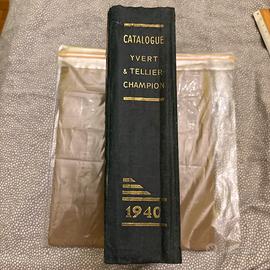 CATALOGUE
YVERT
& TELLIER
CHAMPION
1940